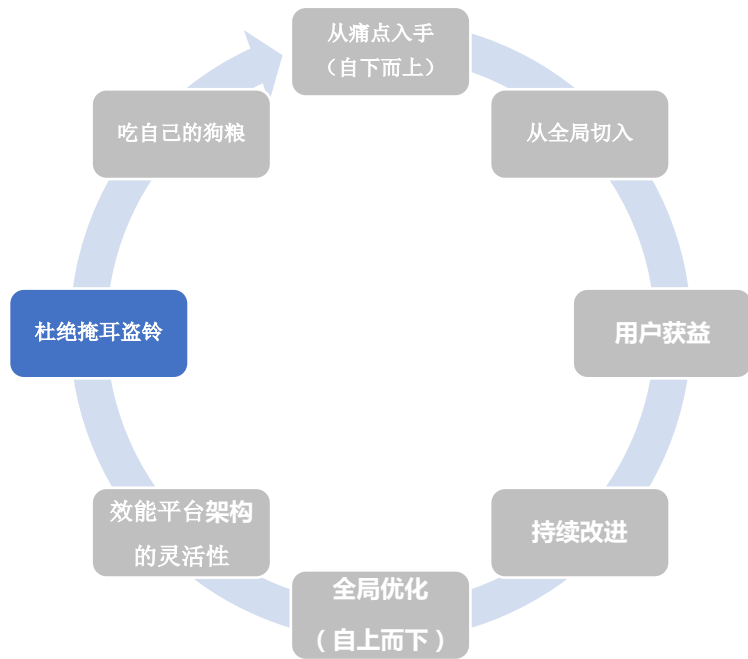 从痛点入手
（自下而上）
从全局切入
用户获益
持续改进
全局优化
（自上而下）
效能平台架构
的灵活性
杜绝掩耳盗铃
吃自己的狗粮